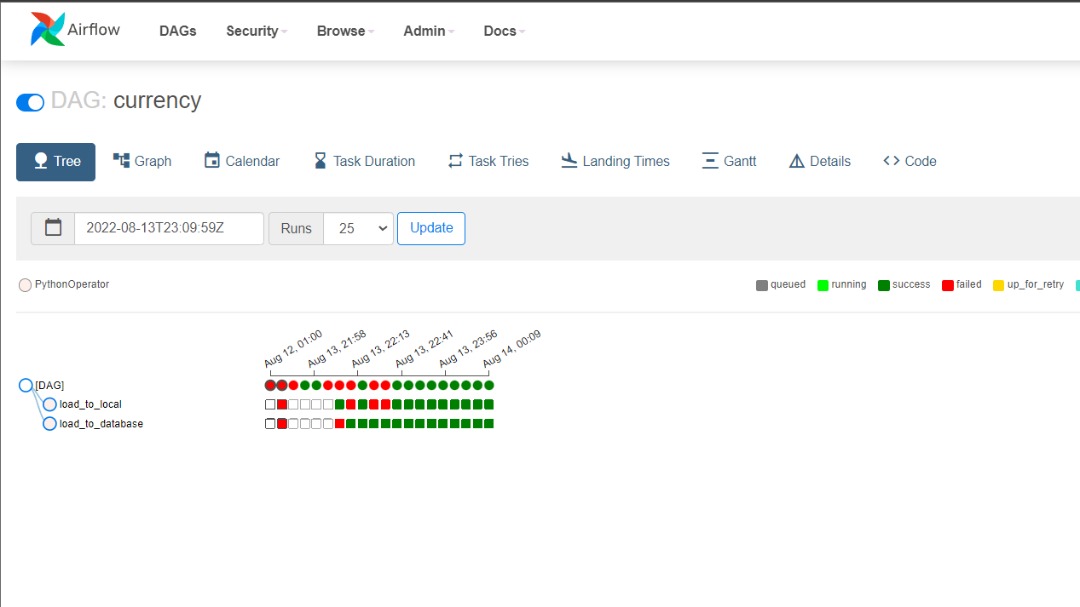 Airflow DAGs Security Browse Admin Docs
DAG: currency
Tree Graph Calendar Task Duration Task Tries Landing Times Gantt Details Code
2022-08-13T23:09:59Z Runs 25 Update
PythonOperator queued running success failed up_for_retry
Aug 12, 01:00 Aug 13, 21:58 Aug 13, 22:13 Aug 13, 22:41 Aug 13, 23:56 Aug 14, 00:09
[DAG]
load_to_local
load_to_database